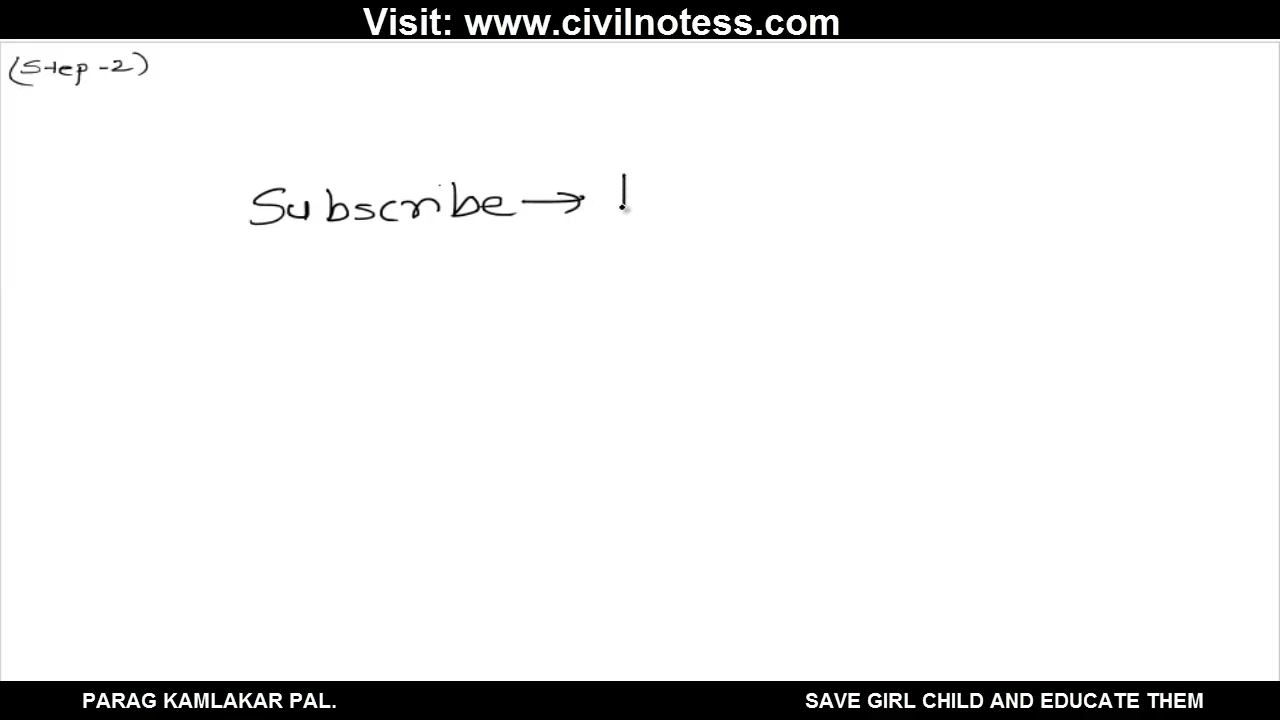 Visit: www.civilnotess.com
(Step-2)
Subscribe →
PARAG KAMLAKAR PAL.
SAVE GIRL CHILD AND EDUCATE THEM